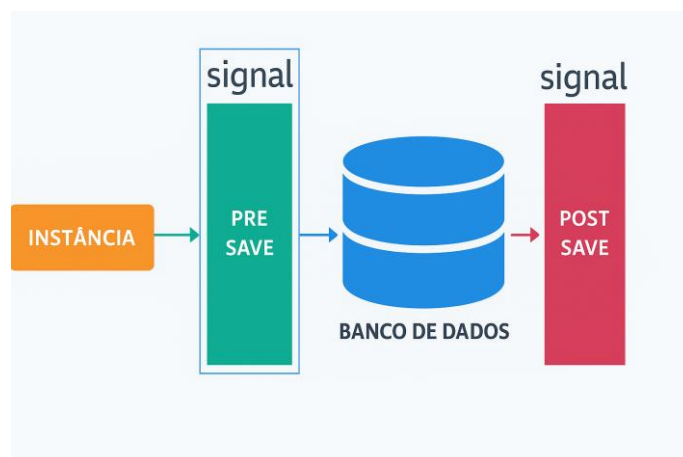 signal
signal
INSTÂNCIA
PRE
SAVE
POST
SAVE
BANCO DE DADOS